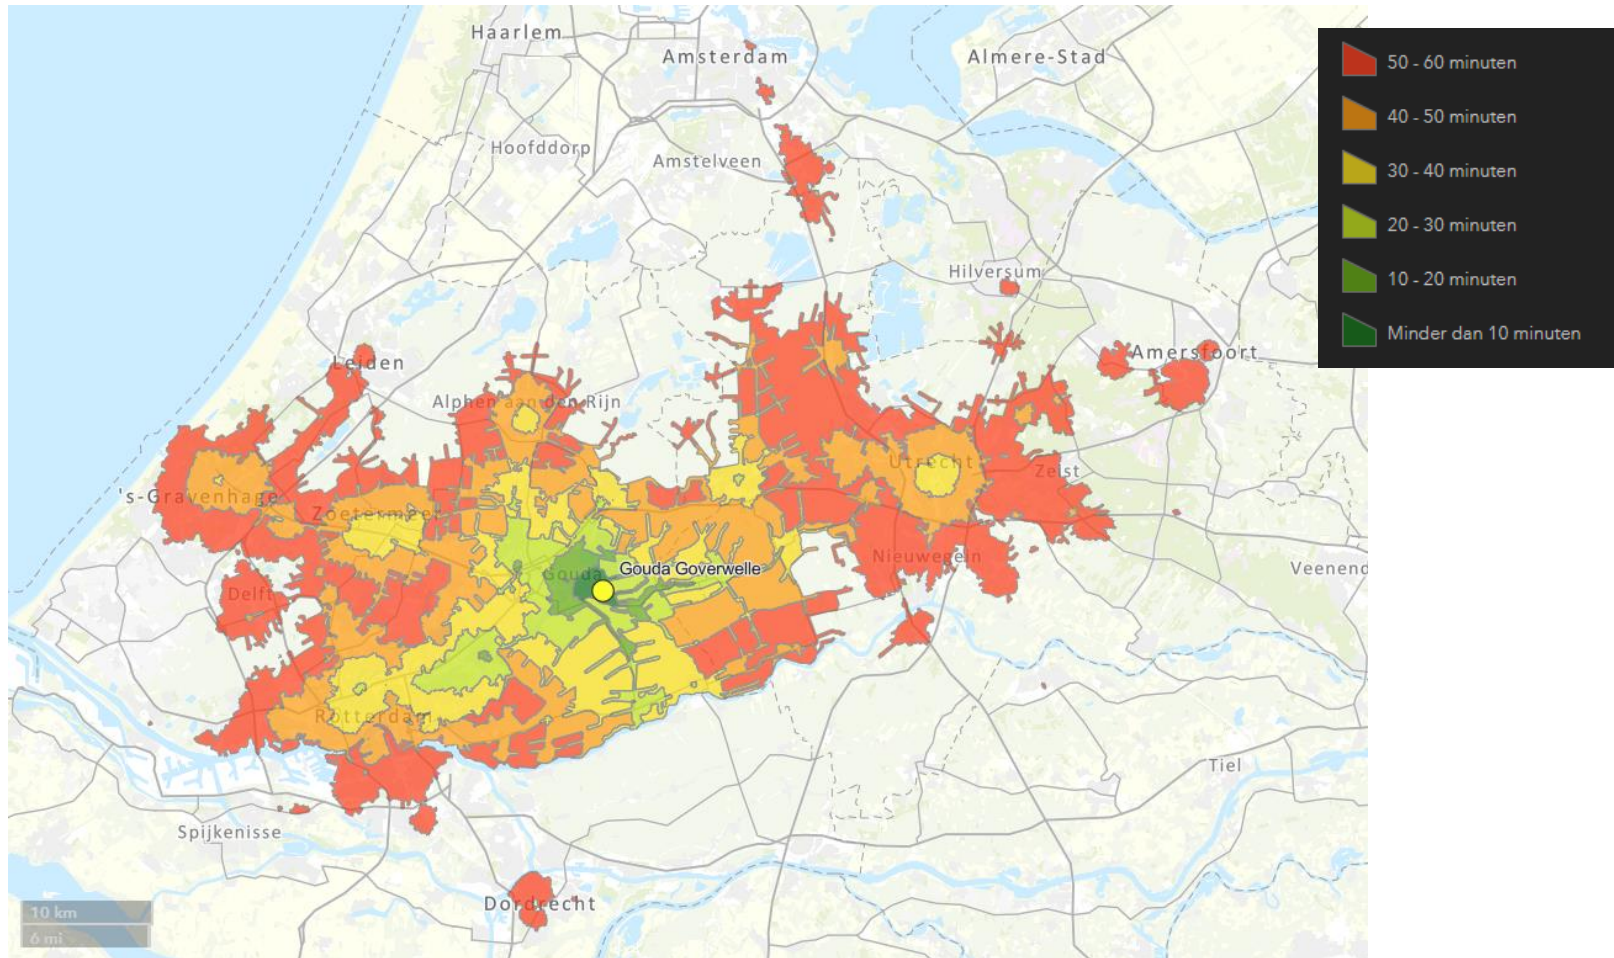 Haarlem
Amsterdam
Almere-Stad
Hoofddorp
Amstelveen
Hilversum
Leiden
Amersfoort
Alphen aan den Rijn
Utrecht
Zeist
's-Gravenhage
Zoetermeer
Nieuwegein
Gouda Goverwelle
Gouda
Veenend
Delft
Rotterdam
Tiel
Spijkenisse
Dordrecht
10 km
6 mi
50 - 60 minuten
40 - 50 minuten
30 - 40 minuten
20 - 30 minuten
10 - 20 minuten
Minder dan 10 minuten